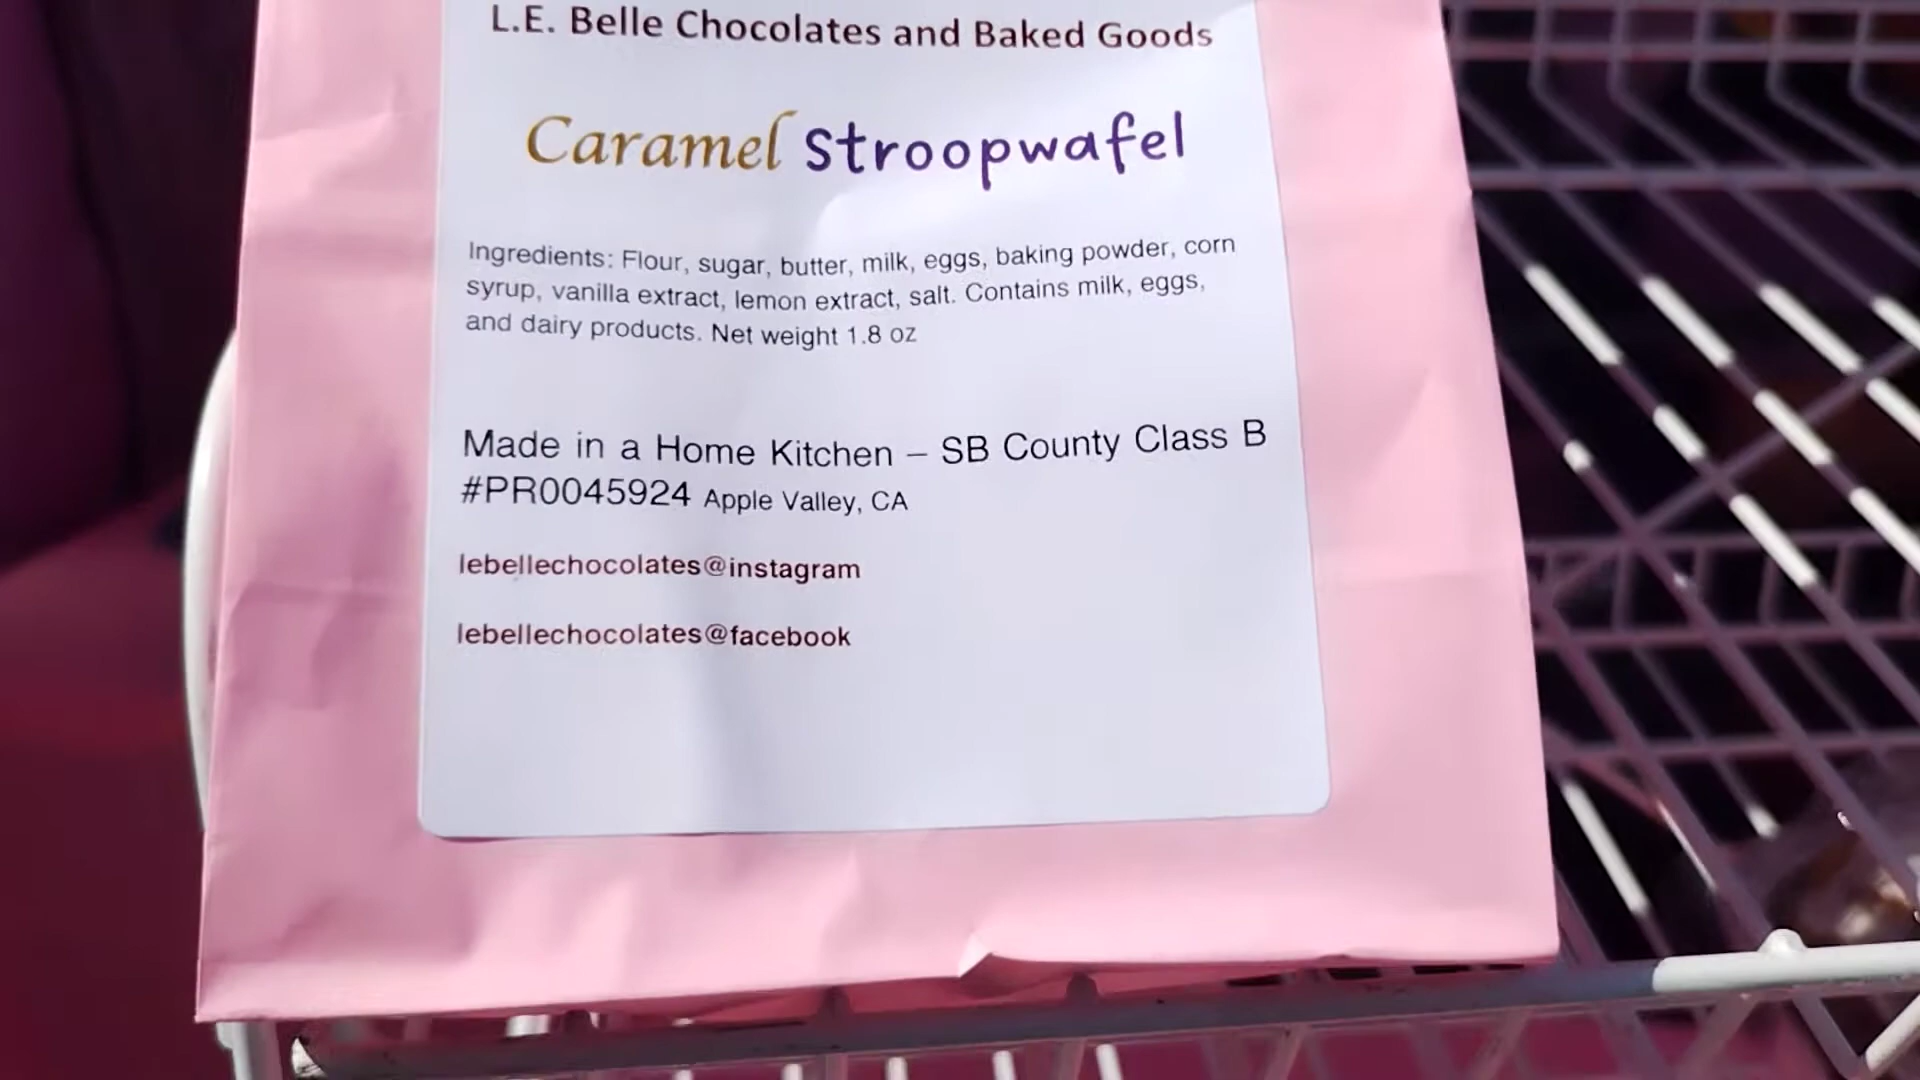 L.E. Belle Chocolates and Baked Goods
Caramel Stroopwafel
Ingredients: Flour, sugar, butter, milk, eggs, baking powder, corn
syrup, vanilla extract, lemon extract, salt. Contains milk, eggs,
and dairy products. Net weight 1.8 oz
Made in a Home Kitchen – SB County Class B
#PR0045924 Apple Valley, CA
lebellechocolates@instagram
lebellechocolates@facebook